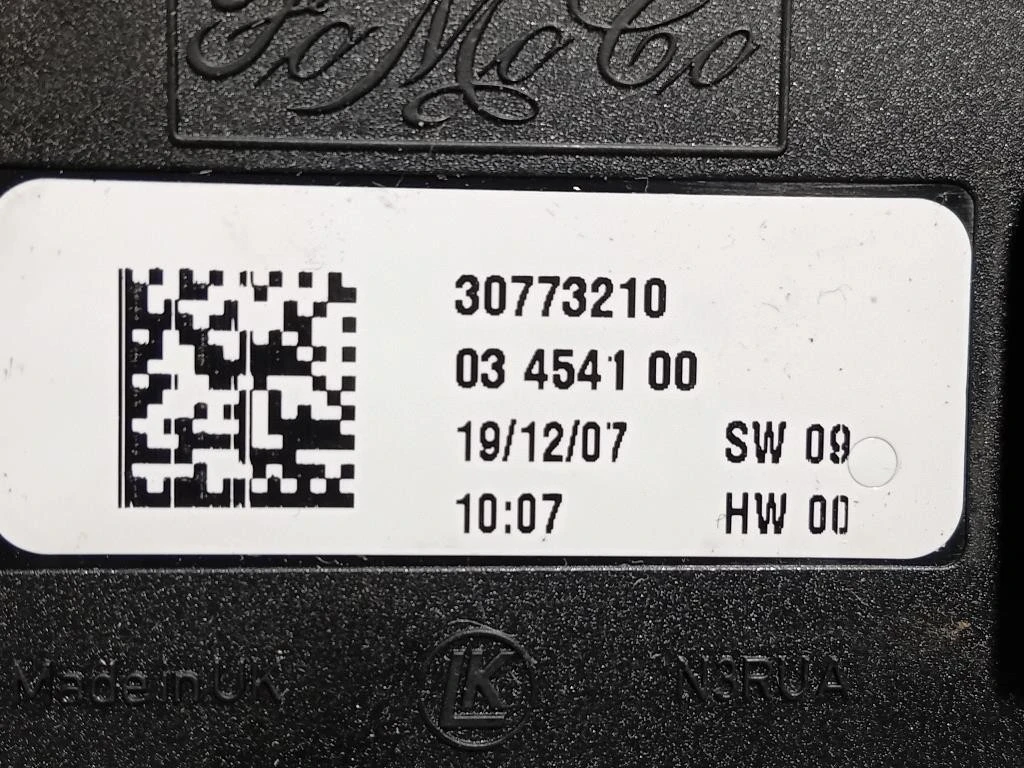 FoMoCo
30773210
03 4541 00
19/12/07 SW 09
10:07 HW 00
Made in UK LK N3RUA